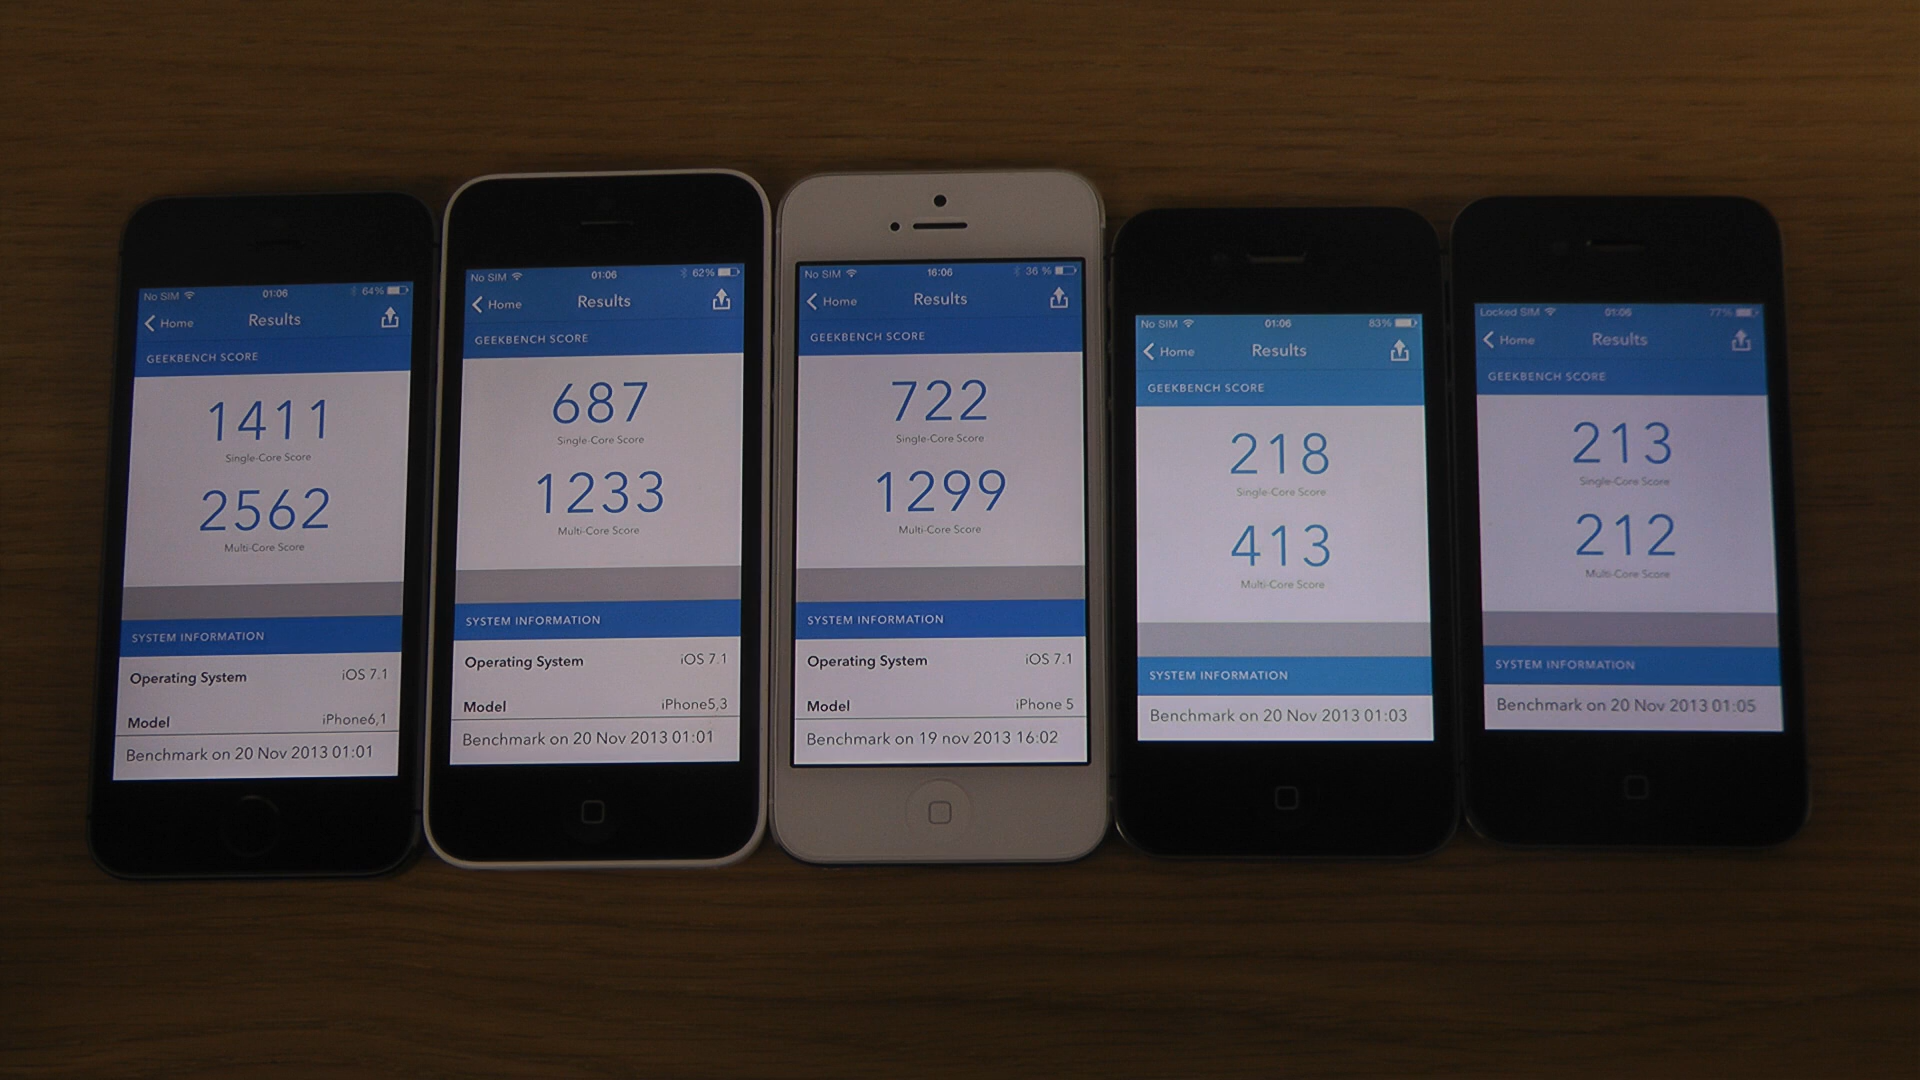 No SIM 01:06 64%
Home Results
GEEKBENCH SCORE
1411
Single-Core Score
2562
Multi-Core Score
SYSTEM INFORMATION
Operating System iOS 7.1
Model iPhone6,1
Benchmark on 20 Nov 2013 01:01
No SIM 01:06 62%
Home Results
GEEKBENCH SCORE
687
Single-Core Score
1233
Multi-Core Score
SYSTEM INFORMATION
Operating System iOS 7.1
Model iPhone5,3
Benchmark on 20 Nov 2013 01:01
No SIM 16:06 36 %
Home Results
GEEKBENCH SCORE
722
Single-Core Score
1299
Multi-Core Score
SYSTEM INFORMATION
Operating System iOS 7.1
Model iPhone 5
Benchmark on 19 nov 2013 16:02
No SIM 01:06 83%
Home Results
GEEKBENCH SCORE
218
Single-Core Score
413
Multi-Core Score
SYSTEM INFORMATION
Benchmark on 20 Nov 2013 01:03
Locked SIM 01:06 77%
Home Results
GEEKBENCH SCORE
213
Single-Core Score
212
Multi-Core Score
SYSTEM INFORMATION
Benchmark on 20 Nov 2013 01:05